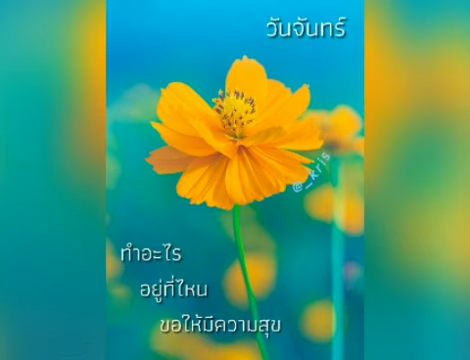 วันจันทร์
@_kris
ทำอะไร
อยู่ที่ไหน
ขอให้มีความสุข